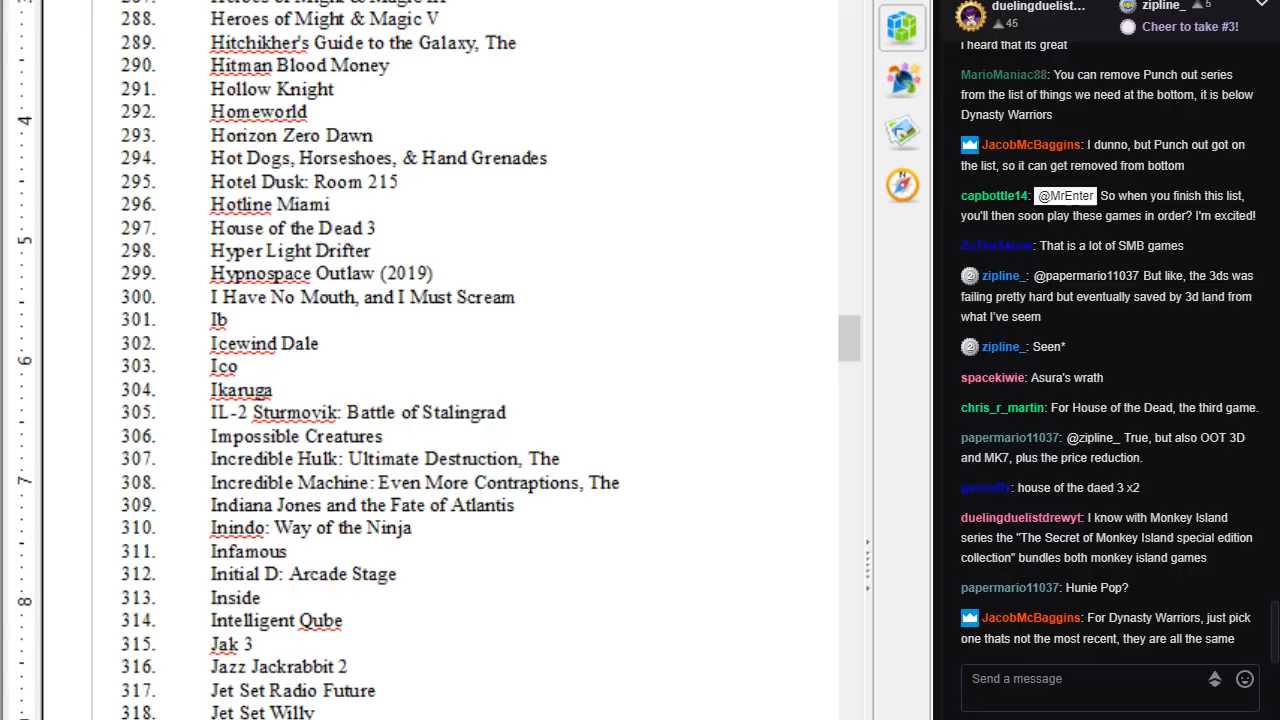 Heroes of Might & Magic III
288. Heroes of Might & Magic V
289. Hitchikher's Guide to the Galaxy, The
290. Hitman Blood Money
291. Hollow Knight
292. Homeworld
293. Horizon Zero Dawn
294. Hot Dogs, Horseshoes, & Hand Grenades
295. Hotel Dusk: Room 215
296. Hotline Miami
297. House of the Dead 3
298. Hyper Light Drifter
299. Hypnospace Outlaw (2019)
300. I Have No Mouth, and I Must Scream
301. Ib
302. Icewind Dale
303. Ico
304. Ikaruga
305. IL-2 Sturmovik: Battle of Stalingrad
306. Impossible Creatures
307. Incredible Hulk: Ultimate Destruction, The
308. Incredible Machine: Even More Contraptions, The
309. Indiana Jones and the Fate of Atlantis
310. Inindo: Way of the Ninja
311. Infamous
312. Initial D: Arcade Stage
313. Inside
314. Intelligent Qube
315. Jak 3
316. Jazz Jackrabbit 2
317. Jet Set Radio Future
318. Jet Set Willy
4
5
6
7
8
duelingduelist...
45
zipline_ 5
Cheer to take #3!
I heard that its great
MarioManiac88: You can remove Punch out series
from the list of things we need at the bottom, it is below
Dynasty Warriors
JacobMcBaggins: I dunno, but Punch out got on
the list, so it can get removed from bottom
capbottle14: @MrEnter So when you finish this list,
you'll then soon play these games in order? I'm excited!
ZuTheSkunk: That is a lot of SMB games
2 zipline_: @papermario11037 But like, the 3ds was
failing pretty hard but eventually saved by 3d land from
what I've seem
2 zipline_: Seen*
spacekiwie: Asura's wrath
chris_r_martin: For House of the Dead, the third game.
papermario11037: @zipline_ True, but also OOT 3D
and MK7, plus the price reduction.
house of the daed 3 x2
duelingduelistdrewyt: I know with Monkey Island
series the "The Secret of Monkey Island special edition
collection" bundles both monkey island games
papermario11037: Hunie Pop?
JacobMcBaggins: For Dynasty Warriors, just pick
one thats not the most recent, they are all the same
Send a message